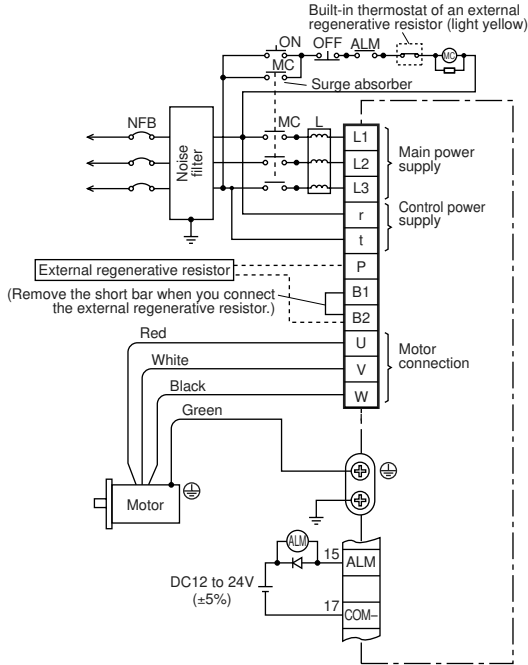 Built-in thermostat of an external
regenerative resistor (light yellow)
ON OFF ALM
MC
MC
Surge absorber
NFB
Noise
filter
MC L
L1
L2
L3
Main power
supply
r
t
Control power
supply
P
B1
B2
External regenerative resistor
(Remove the short bar when you connect
the external regenerative resistor.)
U
V
W
Motor
connection
Red
White
Black
Green
Motor
ALM
15 ALM
DC12 to 24V
(±5%)
17 COM–